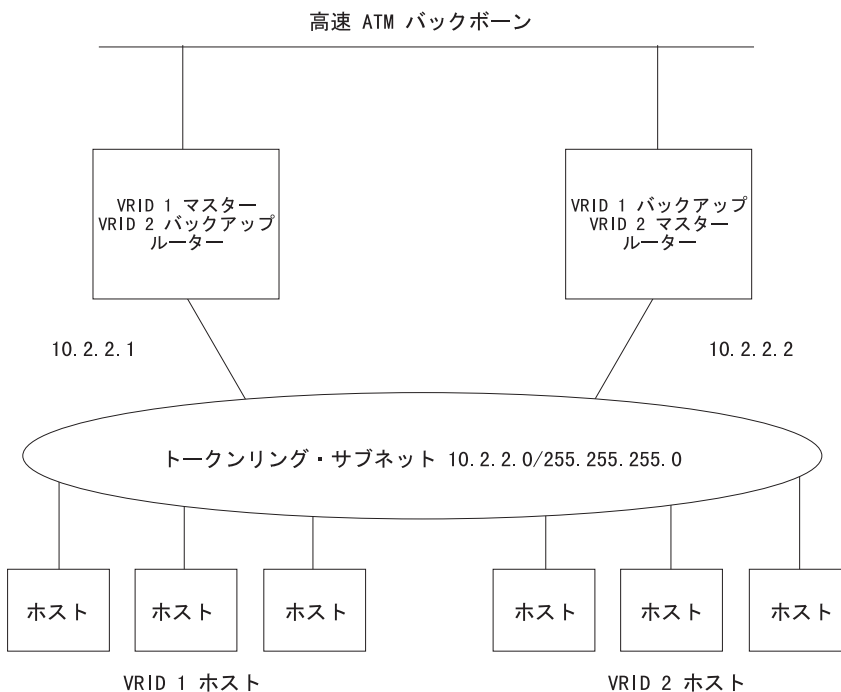 高速 ATM バックボーン
VRID 1 マスター
VRID 2 バックアップ
ルーター
VRID 1 バックアップ
VRID 2 マスター
ルーター
10.2.2.1
10.2.2.2
トークンリング・サブネット 10.2.2.0/255.255.255.0
ホスト
ホスト
ホスト
ホスト
ホスト
ホスト
VRID 1 ホスト
VRID 2 ホスト